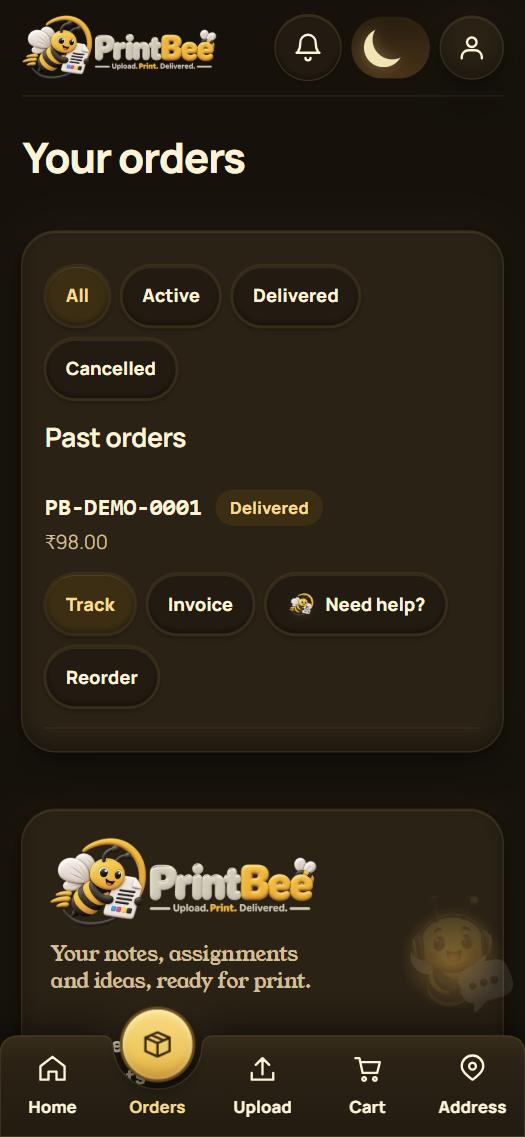 PrintBee
Upload. Print. Delivered.
Your orders
All
Active
Delivered
Cancelled
Past orders
PB-DEMO-0001
Delivered
₹98.00
Track
Invoice
Need help?
Reorder
PrintBee
Upload. Print. Delivered.
Your notes, assignments
and ideas, ready for print.
Home
Orders
Upload
Cart
Address